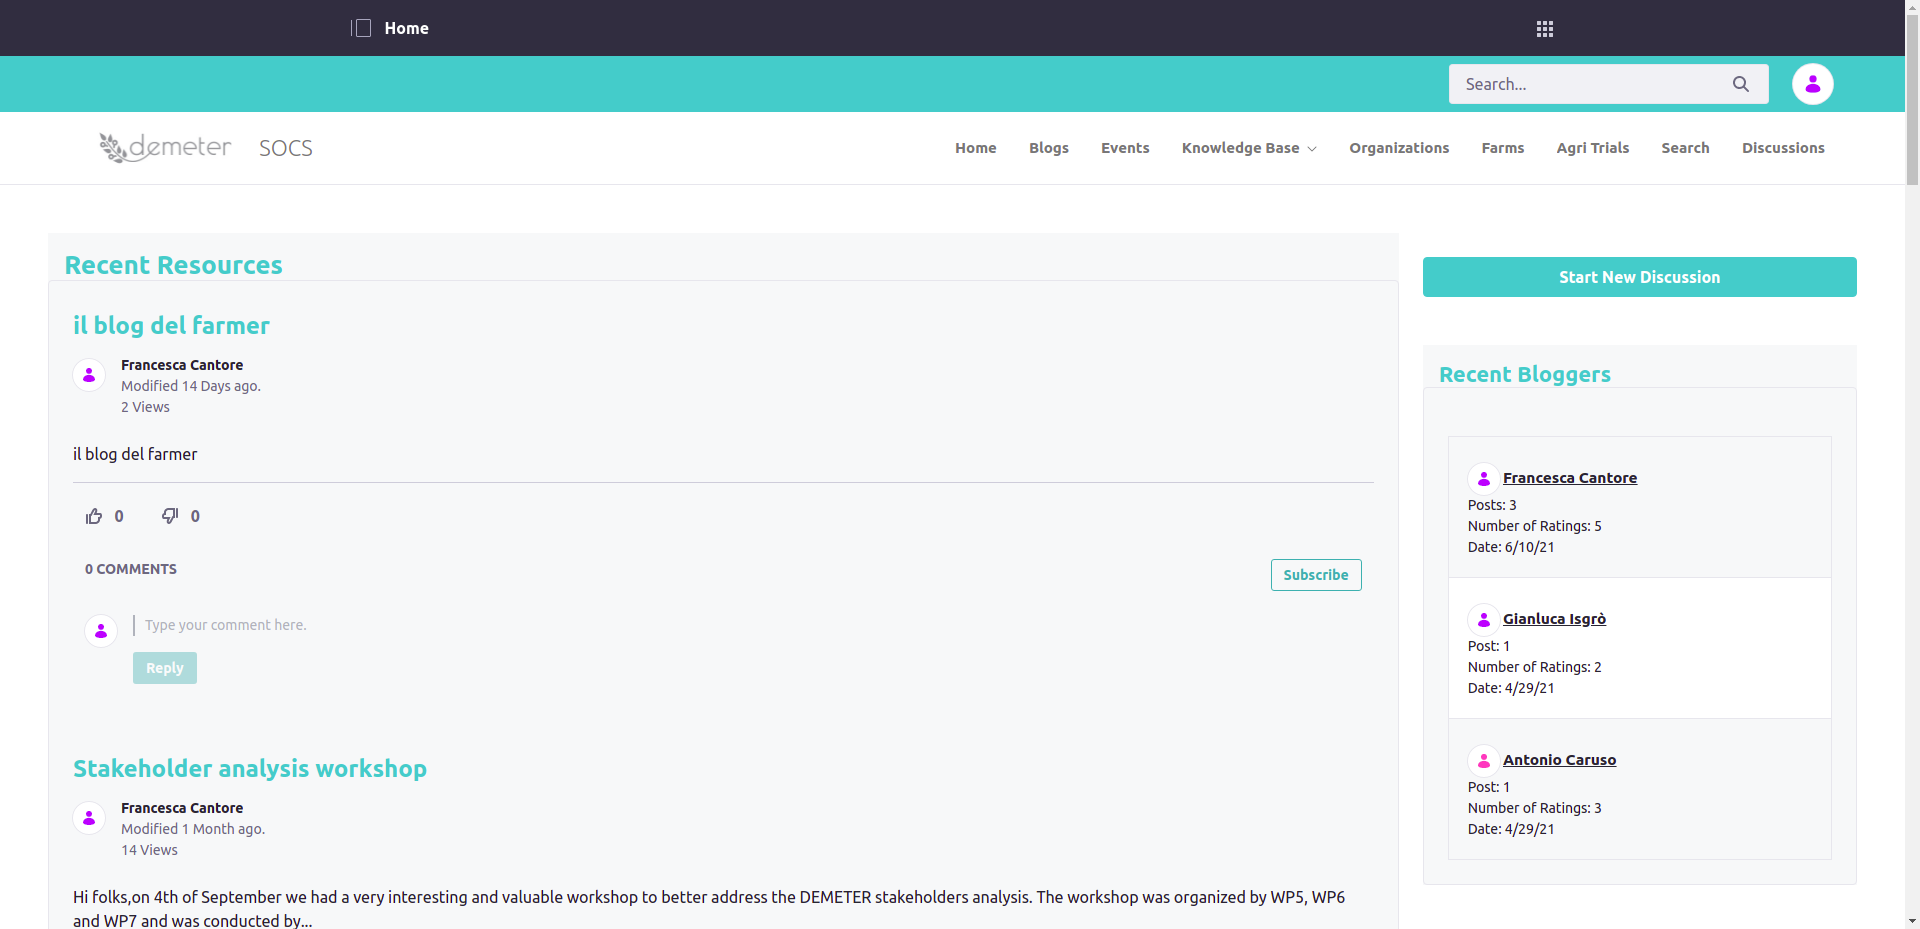 Home
Search...
demeter SOCS
Home Blogs Events Knowledge Base Organizations Farms Agri Trials Search Discussions
Recent Resources
il blog del farmer
Francesca Cantore
Modified 14 Days ago.
2 Views
il blog del farmer
0 0
0 COMMENTS
Subscribe
Type your comment here.
Reply
Stakeholder analysis workshop
Francesca Cantore
Modified 1 Month ago.
14 Views
Hi folks,on 4th of September we had a very interesting and valuable workshop to better address the DEMETER stakeholders analysis. The workshop was organized by WP5, WP6
and WP7 and was conducted by...
Start New Discussion
Recent Bloggers
Francesca Cantore
Posts: 3
Number of Ratings: 5
Date: 6/10/21
Gianluca Isgrò
Post: 1
Number of Ratings: 2
Date: 4/29/21
Antonio Caruso
Post: 1
Number of Ratings: 3
Date: 4/29/21